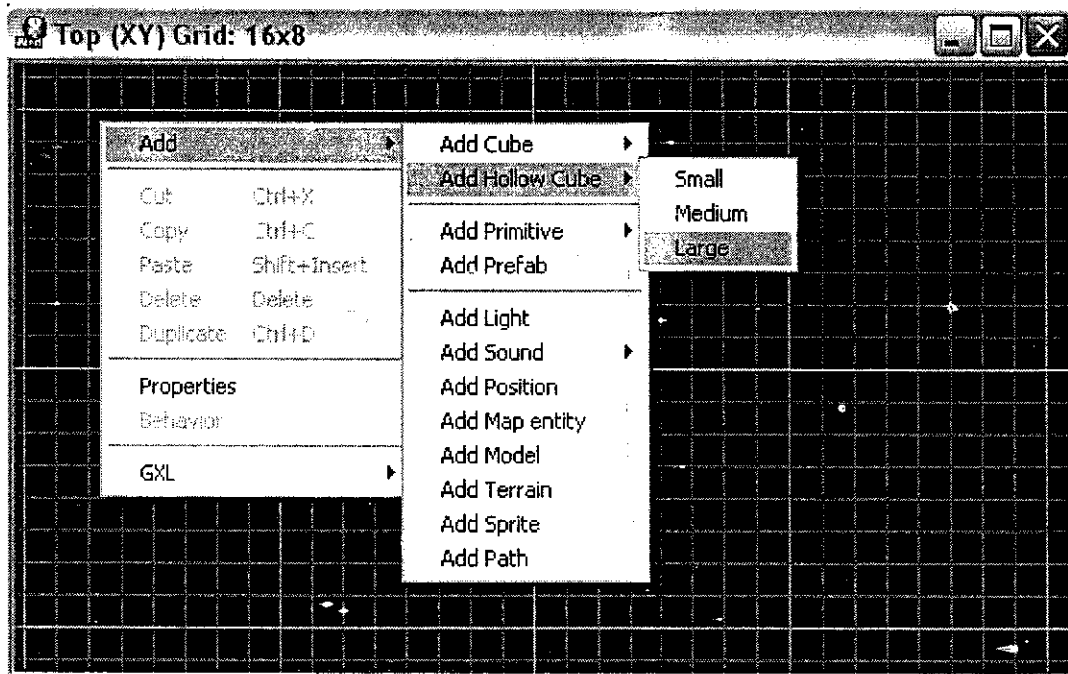 Top (XY) Grid: 16x8
Add
Cut Ctrl+X
Copy Ctrl+C
Paste Shift+Insert
Delete Delete
Duplicate Ctrl+D
Properties
Behavior
GXL
Add Cube
Add Hollow Cube
Add Primitive
Add Prefab
Add Light
Add Sound
Add Position
Add Map entity
Add Model
Add Terrain
Add Sprite
Add Path
Small
Medium
Large